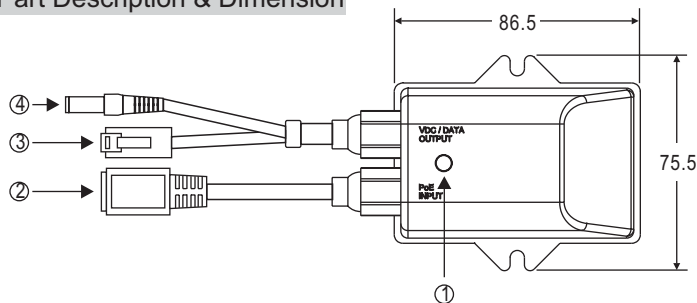 Part Description & Dimension
86.5
④
③
VDC / DATA
OUTPUT
75.5
②
PoE
INPUT
①